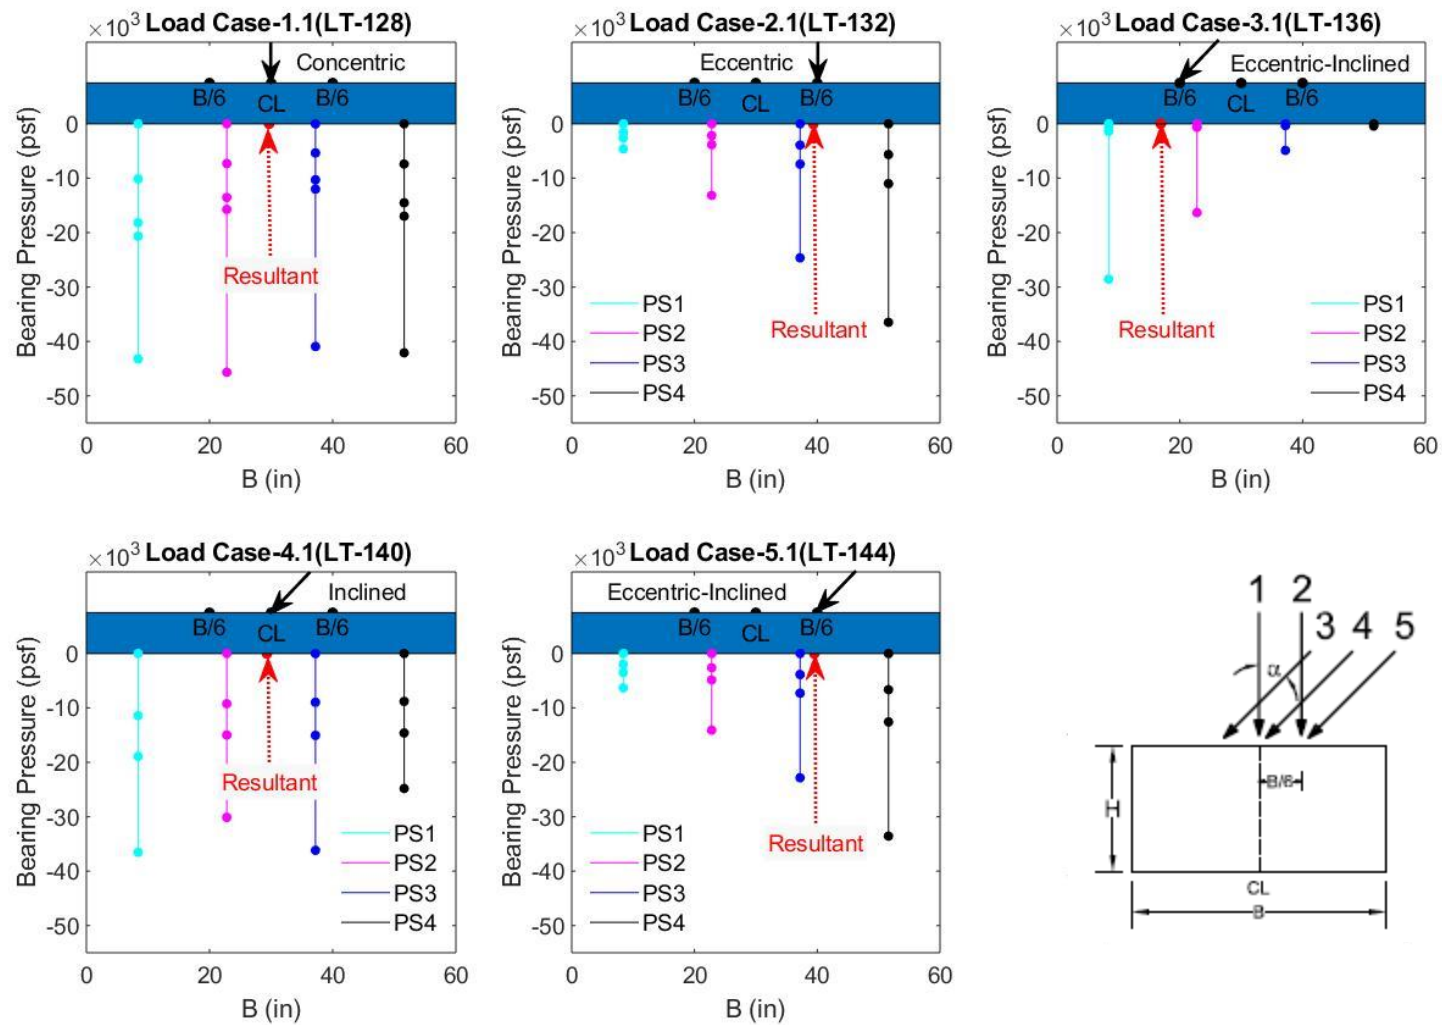 ×10³ Load Case-1.1(LT-128)
Concentric
B/6 CL B/6
Bearing Pressure (psf)
0
-10
-20
-30
-40
-50
Resultant
0 20 40 60
B (in)
×10³ Load Case-2.1(LT-132)
Eccentric
B/6 CL B/6
Bearing Pressure (psf)
0
-10
-20
-30
-40
-50
PS1
PS2
PS3
PS4
Resultant
0 20 40 60
B (in)
×10³ Load Case-3.1(LT-136)
Eccentric-Inclined
B/6 CL B/6
Bearing Pressure (psf)
0
-10
-20
-30
-40
-50
Resultant
PS1
PS2
PS3
PS4
0 20 40 60
B (in)
×10³ Load Case-4.1(LT-140)
Inclined
B/6 CL B/6
Bearing Pressure (psf)
0
-10
-20
-30
-40
-50
Resultant
PS1
PS2
PS3
PS4
0 20 40 60
B (in)
×10³ Load Case-5.1(LT-144)
Eccentric-Inclined
B/6 CL B/6
Bearing Pressure (psf)
0
-10
-20
-30
-40
-50
PS1
PS2
PS3
PS4
Resultant
0 20 40 60
B (in)
1 2
3 4 5
α
B/6
H
CL
B